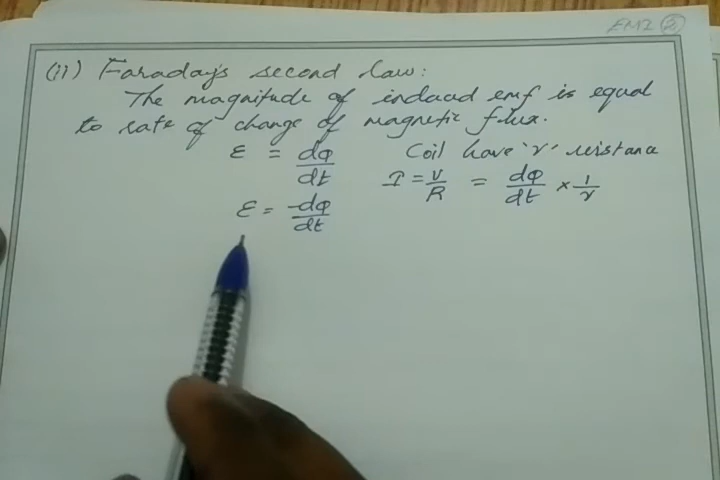 EMI 2
(ii) Faraday's second law:
The magnitude of induced emf is equal
to rate of change of magnetic flux.
ε = dφ/dt Coil have 'r' resistance
I = V/R = dφ/dt × 1/r
ε = -dφ/dt